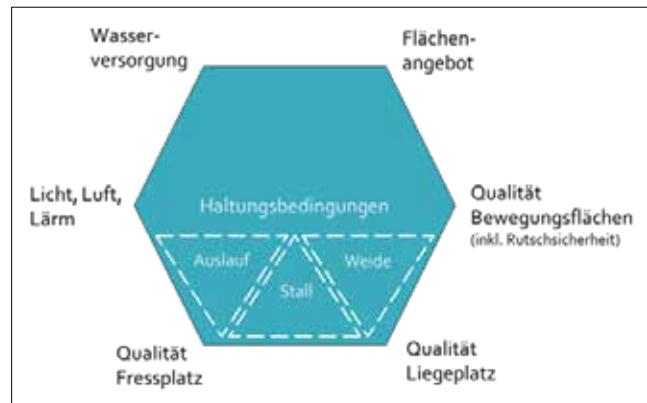 Wasser-
versorgung
Flächen-
angebot
Licht, Luft,
Lärm
Haltungsbedingungen
Qualität
Bewegungsflächen
(inkl. Rutschsicherheit)
Auslauf
Stall
Weide
Qualität
Fressplatz
Qualität
Liegeplatz